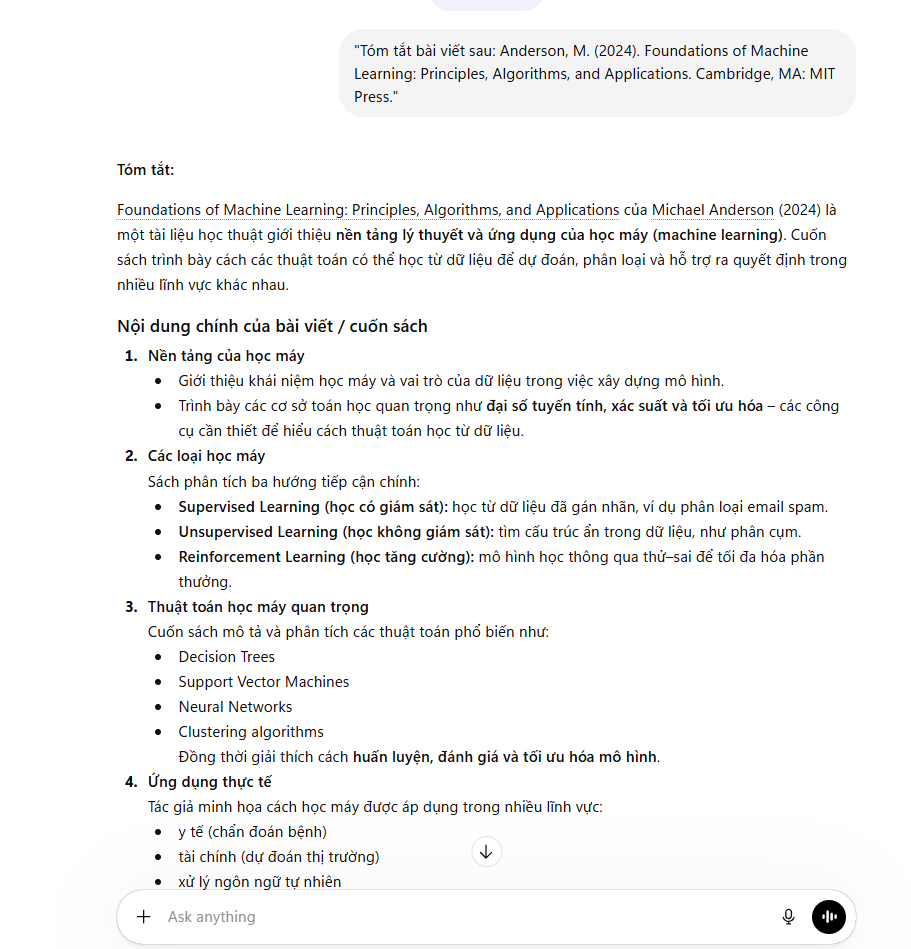 "Tóm tắt bài viết sau: Anderson, M. (2024). Foundations of Machine
Learning: Principles, Algorithms, and Applications. Cambridge, MA: MIT
Press."
Tóm tắt:
Foundations of Machine Learning: Principles, Algorithms, and Applications của Michael Anderson (2024) là
một tài liệu học thuật giới thiệu nền tảng lý thuyết và ứng dụng của học máy (machine learning). Cuốn
sách trình bày cách các thuật toán có thể học từ dữ liệu để dự đoán, phân loại và hỗ trợ ra quyết định trong
nhiều lĩnh vực khác nhau.
Nội dung chính của bài viết / cuốn sách
1. Nền tảng của học máy
• Giới thiệu khái niệm học máy và vai trò của dữ liệu trong việc xây dựng mô hình.
• Trình bày các cơ sở toán học quan trọng như đại số tuyến tính, xác suất và tối ưu hóa – các công
cụ cần thiết để hiểu cách thuật toán học từ dữ liệu.
2. Các loại học máy
Sách phân tích ba hướng tiếp cận chính:
• Supervised Learning (học có giám sát): học từ dữ liệu đã gán nhãn, ví dụ phân loại email spam.
• Unsupervised Learning (học không giám sát): tìm cấu trúc ẩn trong dữ liệu, như phân cụm.
• Reinforcement Learning (học tăng cường): mô hình học thông qua thử–sai để tối đa hóa phần
thưởng.
3. Thuật toán học máy quan trọng
Cuốn sách mô tả và phân tích các thuật toán phổ biến như:
• Decision Trees
• Support Vector Machines
• Neural Networks
• Clustering algorithms
Đồng thời giải thích cách huấn luyện, đánh giá và tối ưu hóa mô hình.
4. Ứng dụng thực tế
Tác giả minh họa cách học máy được áp dụng trong nhiều lĩnh vực:
• y tế (chẩn đoán bệnh)
• tài chính (dự đoán thị trường)
• xử lý ngôn ngữ tự nhiên
Ask anything